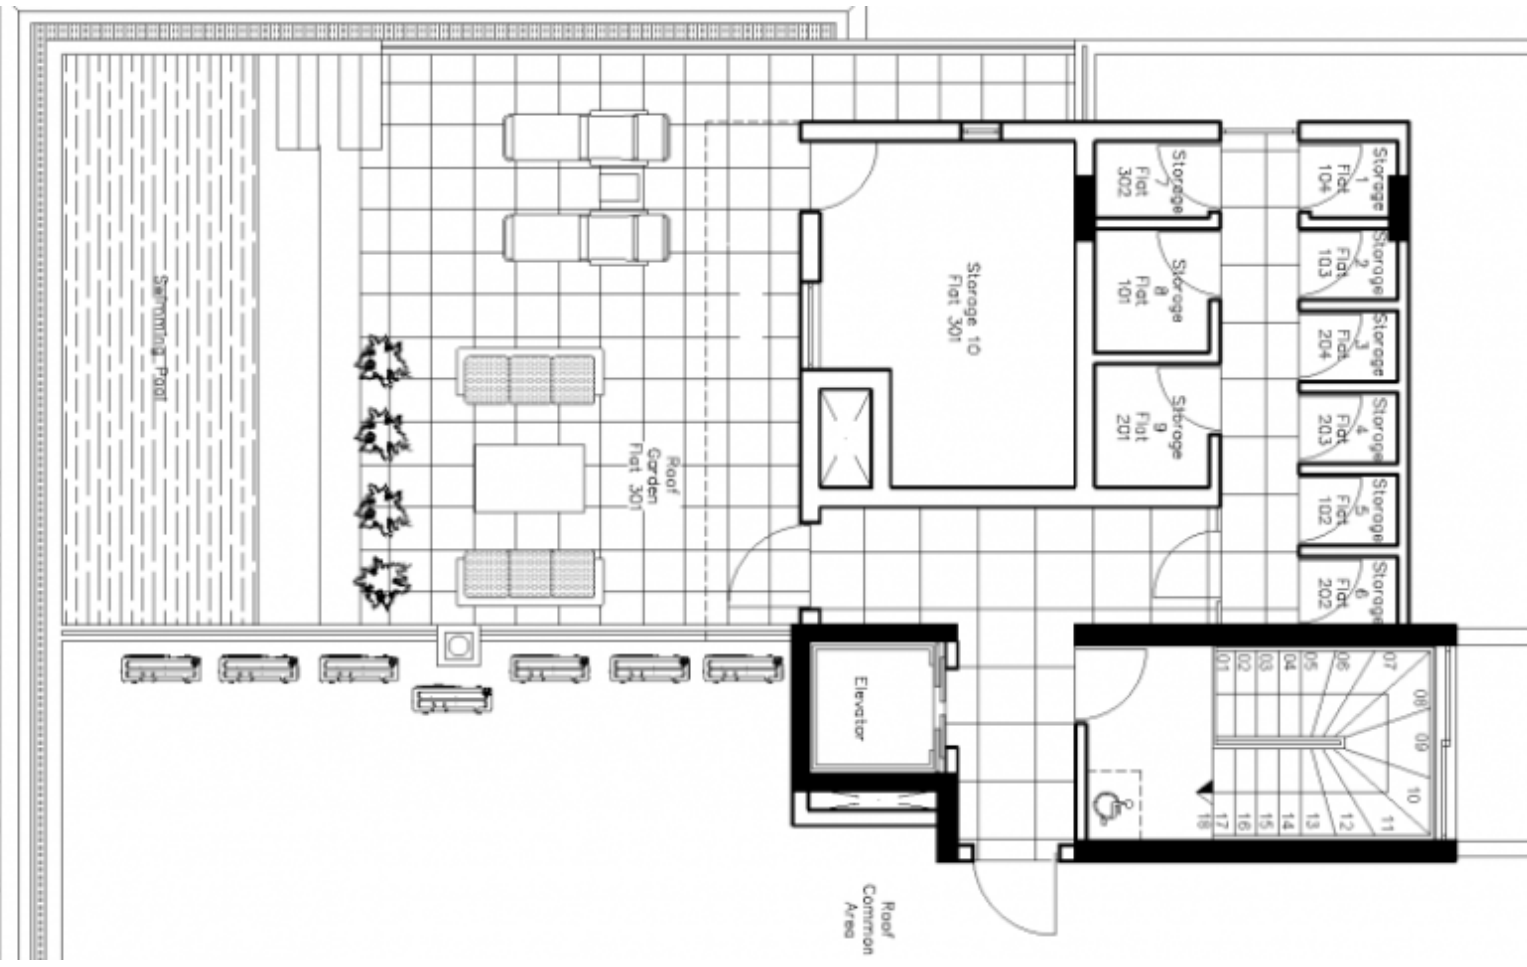 Swimming Pool
Roof
Garden
Flat 301
Storage 10
Flat 301
Storage
7
Flat
302
Storage
8
Flat
101
Storage
9
Flat
201
Storage
1
Flat
104
Storage
2
Flat
103
Storage
3
Flat
204
Storage
4
Flat
203
Storage
5
Flat
102
Storage
6
Flat
202
Elevator
01
02
03
04
05
06
07
08
09
10
11
12
13
14
15
16
17
18
Roof
Common
Area